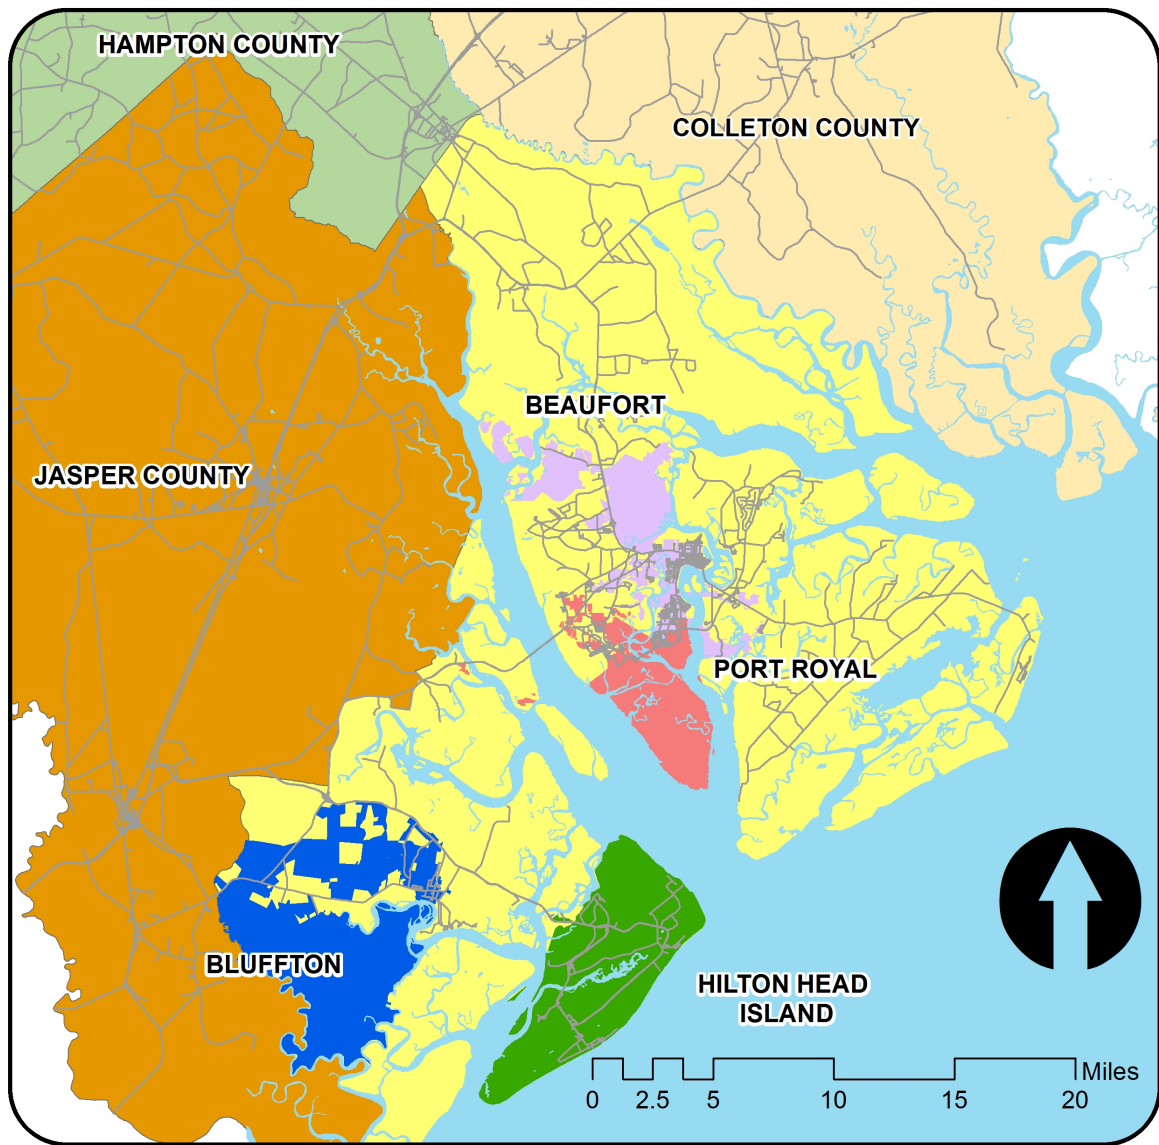 HAMPTON COUNTY
COLLETON COUNTY
BEAUFORT
JASPER COUNTY
PORT ROYAL
BLUFFTON
HILTON HEAD
ISLAND
Miles
0 2.5 5 10 15 20